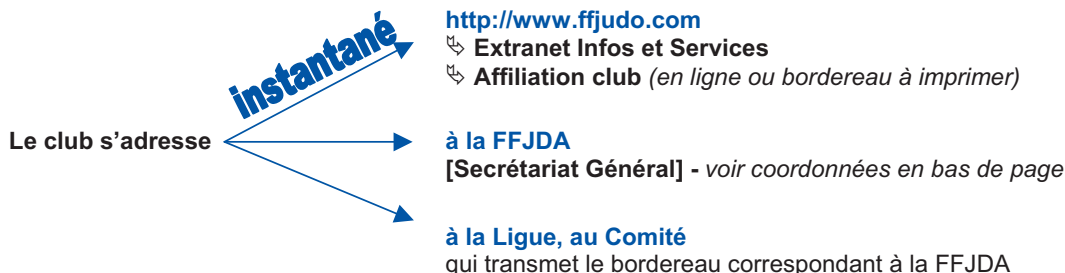 instantané
http://www.ffjudo.com
Extranet Infos et Services
Affiliation club (en ligne ou bordereau à imprimer)
Le club s’adresse
à la FFJDA
[Secrétariat Général] - voir coordonnées en bas de page
à la Ligue, au Comité
qui transmet le bordereau correspondant à la FFJDA